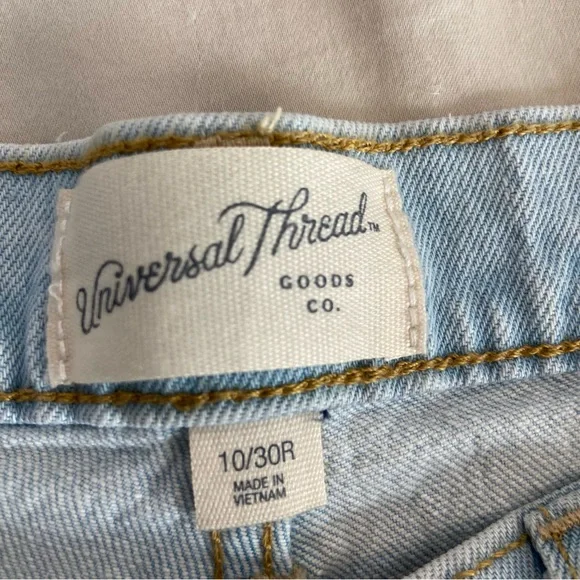 Universal Thread™
GOODS
CO.
10/30R
MADE IN
VIETNAM